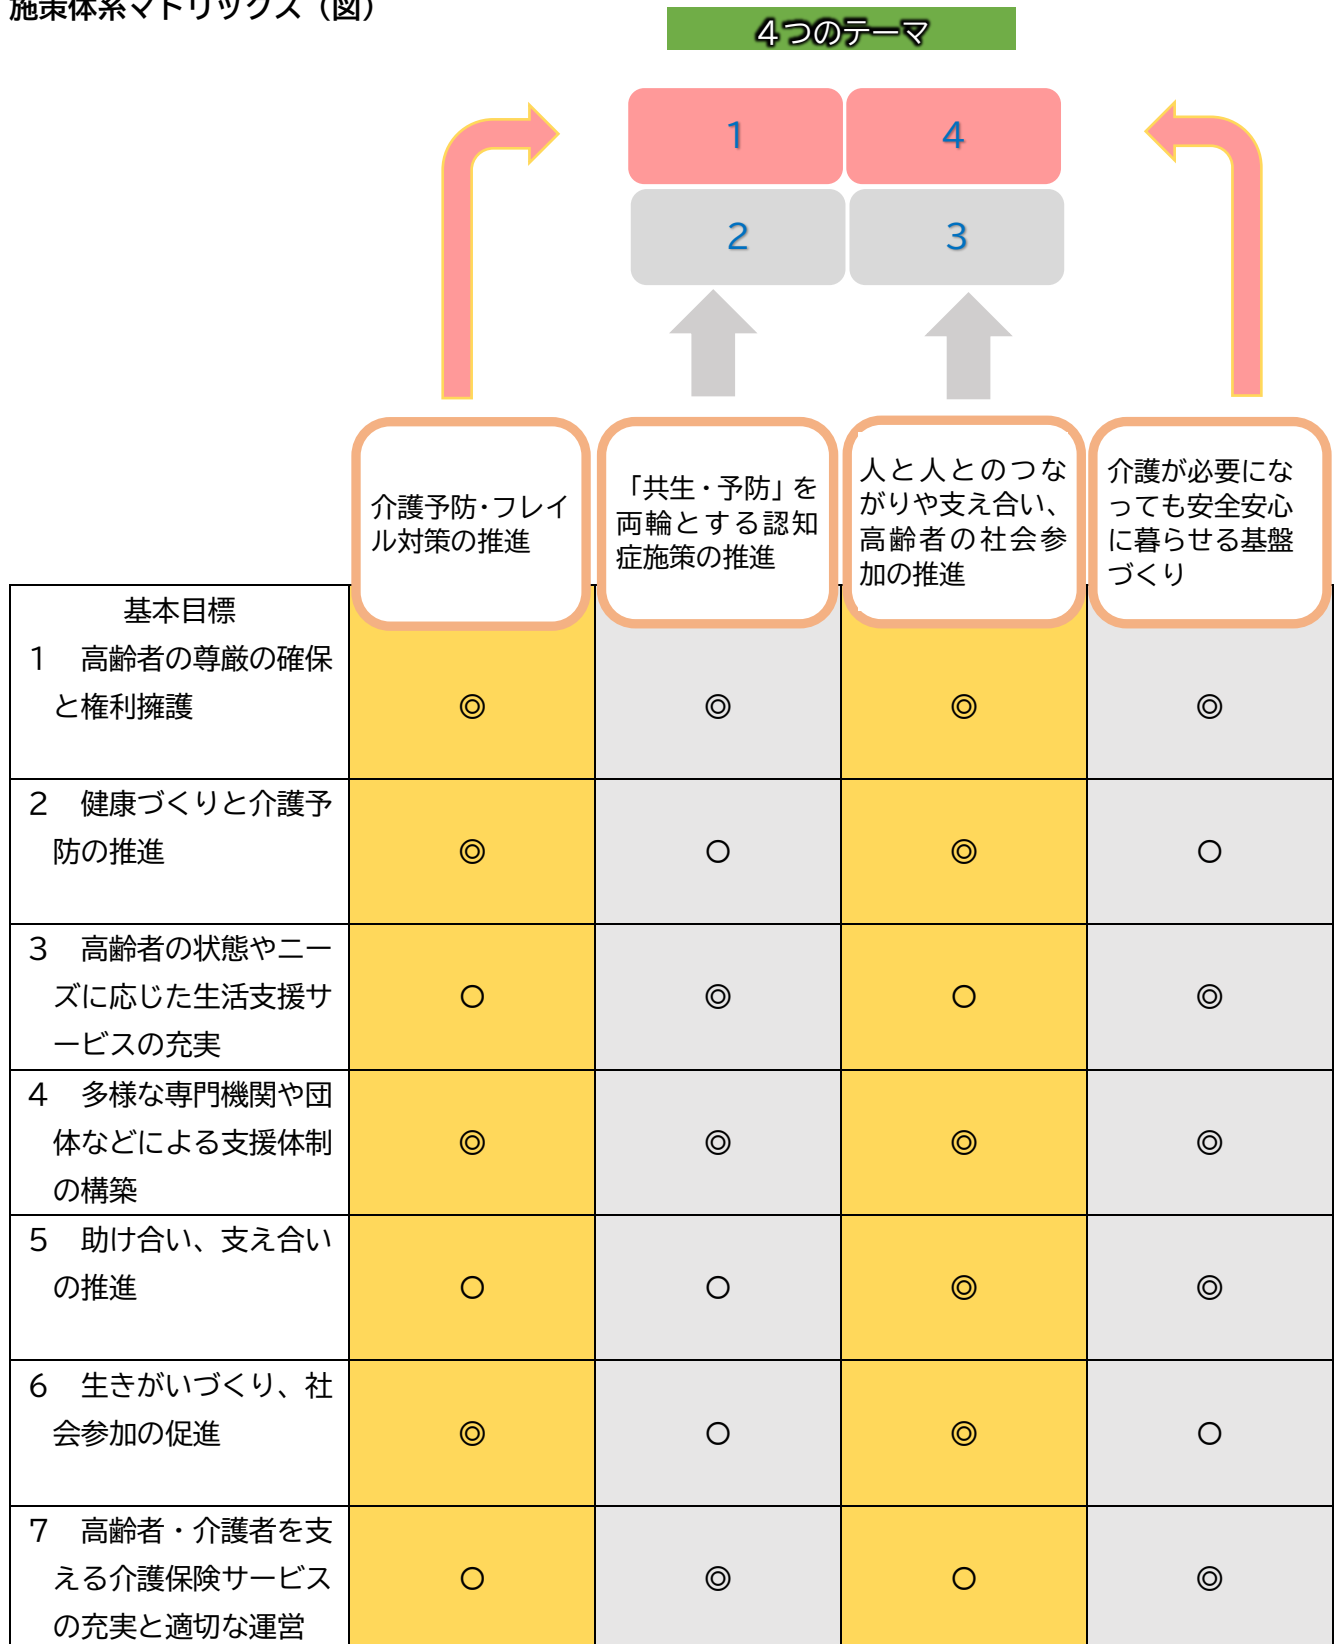 施策体系マトリックス（図）
４つのテーマ
1
4
2
3
介護予防・フレイ
ル対策の推進
「共生・予防」を
両輪とする認知
症施策の推進
人と人とのつな
がりや支え合い、
高齢者の社会参
加の推進
介護が必要にな
っても安全安心
に暮らせる基盤
づくり
基本目標
１　高齢者の尊厳の確保
と権利擁護
◎ ◎ ◎ ◎
２　健康づくりと介護予
防の推進
◎ ○ ◎ ○
３　高齢者の状態やニー
ズに応じた生活支援サ
ービスの充実
○ ◎ ○ ◎
４　多様な専門機関や団
体などによる支援体制
の構築
◎ ◎ ◎ ◎
５　助け合い、支え合い
の推進
○ ○ ◎ ◎
６　生きがいづくり、社
会参加の促進
◎ ○ ◎ ○
７　高齢者・介護者を支
える介護保険サービス
の充実と適切な運営
○ ◎ ○ ◎